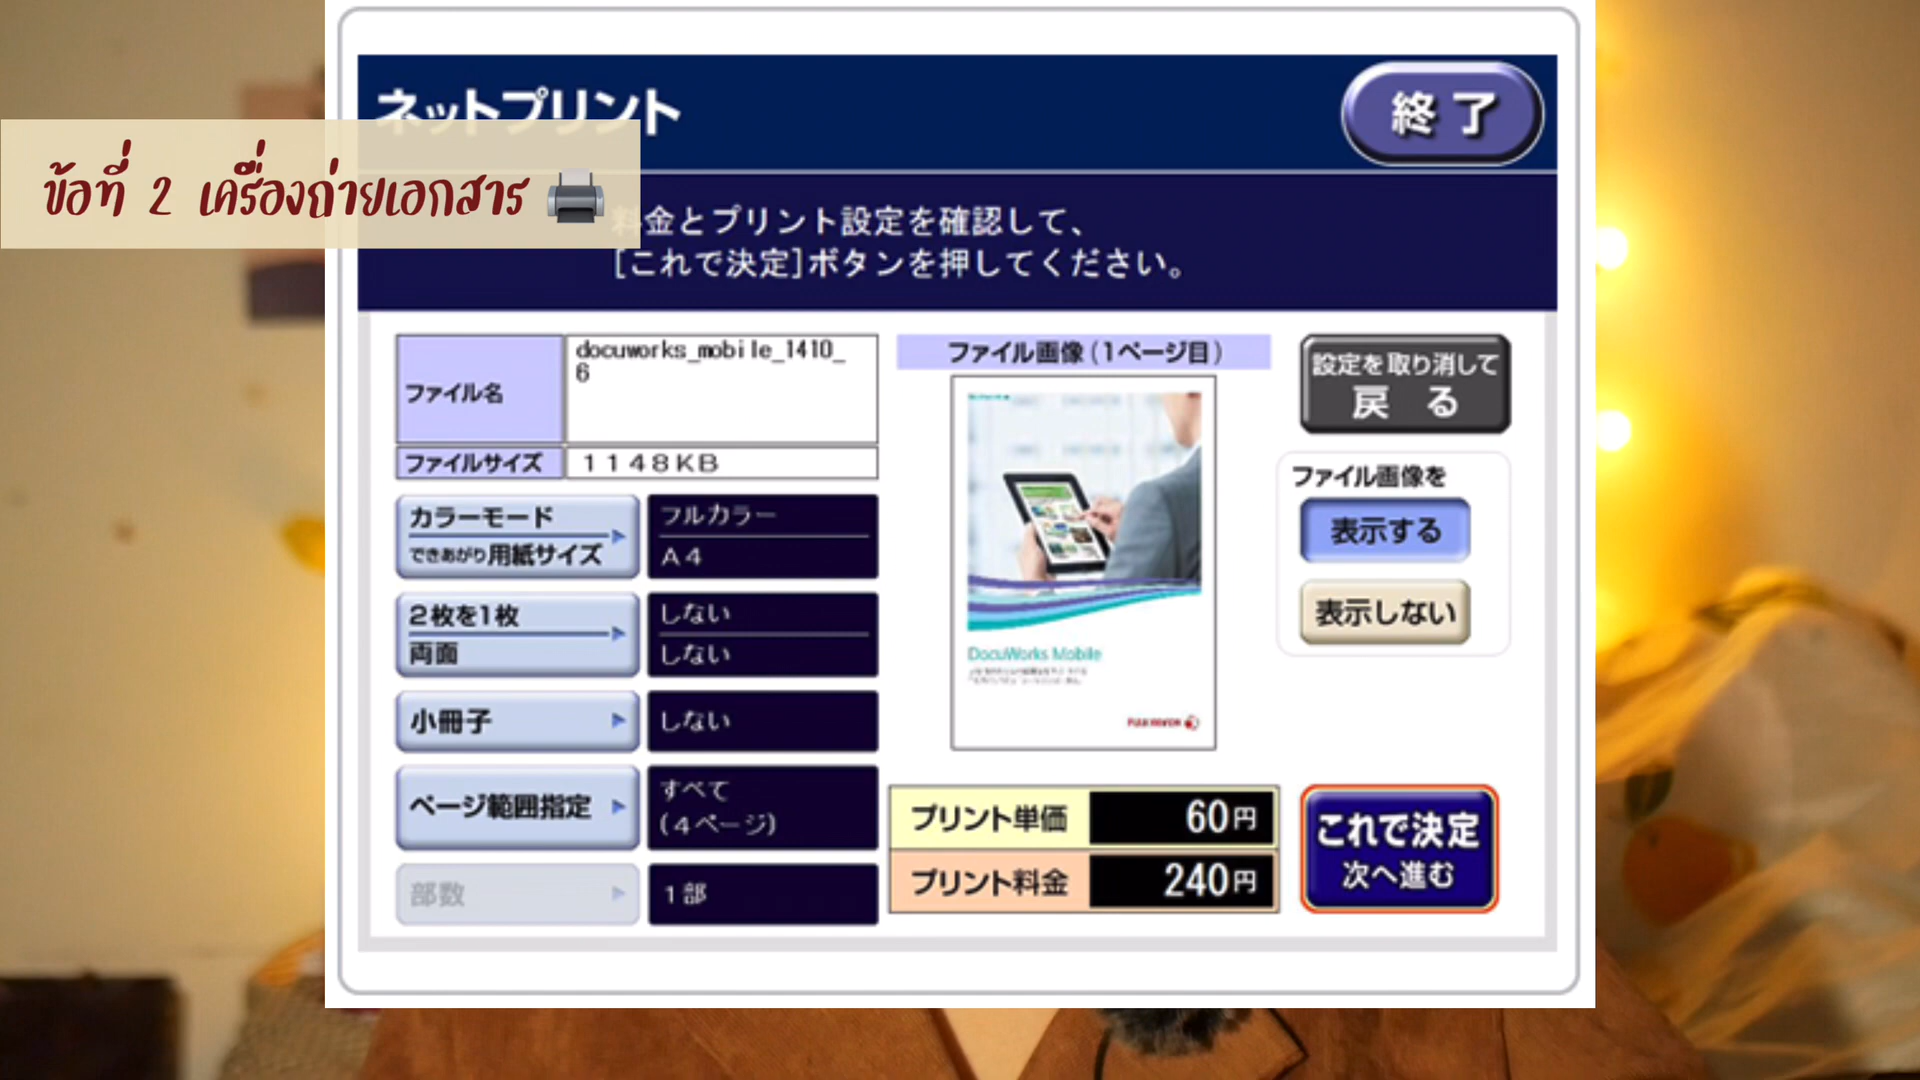 ネットプリント
終了
ข้อที่ 2 เครื่องถ่ายเอกสาร
料金とプリント設定を確認して、
[これで決定]ボタンを押してください。
ファイル名
docuworks_mobile_1410_
6
ファイルサイズ
1148KB
カラーモード
できあがり用紙サイズ
フルカラー
A4
2枚を1枚
両面
しない
しない
小冊子
しない
ページ範囲指定
すべて
(4ページ)
部数
1部
ファイル画像(1ページ目)
DocuWorks Mobile
プリント単価
60円
プリント料金
240円
設定を取り消して
戻る
ファイル画像を
表示する
表示しない
これで決定
次へ進む